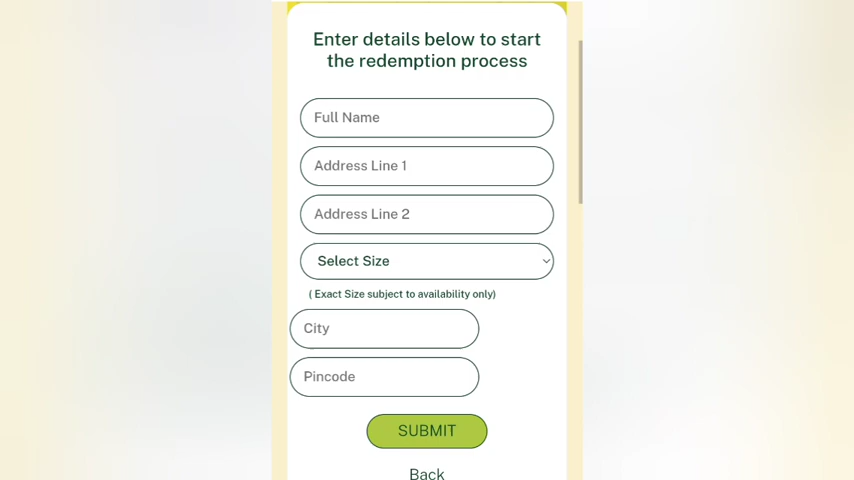 Enter details below to start
the redemption process
Full Name
Address Line 1
Address Line 2
Select Size
( Exact Size subject to availability only)
City
Pincode
SUBMIT
Back